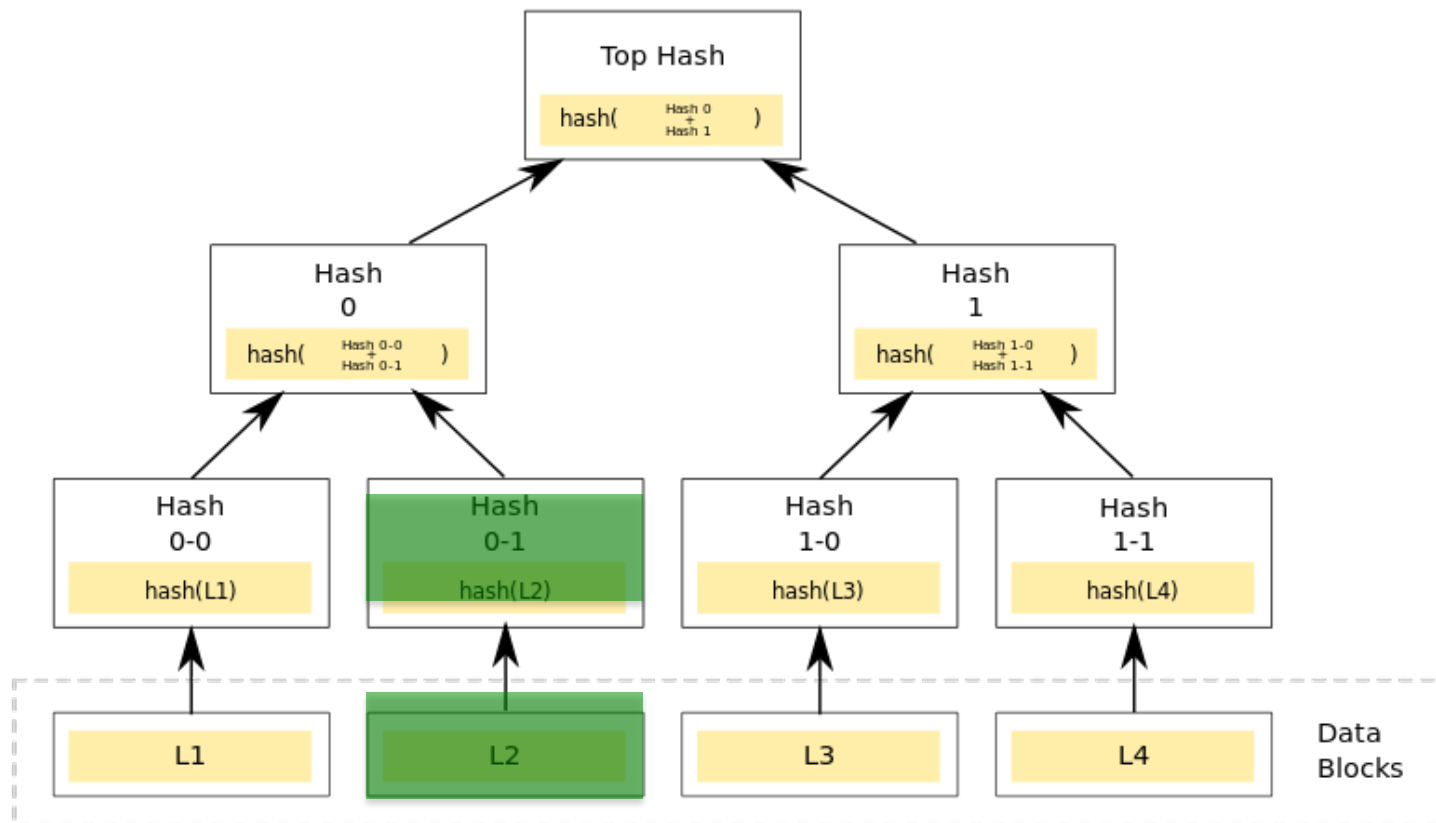 Top Hash
hash( Hash 0 + Hash 1 )
Hash
0
hash( Hash 0-0 + Hash 0-1 )
Hash
1
hash( Hash 1-0 + Hash 1-1 )
Hash
0-0
hash(L1)
Hash
0-1
hash(L2)
Hash
1-0
hash(L3)
Hash
1-1
hash(L4)
L1
L2
L3
L4
Data
Blocks